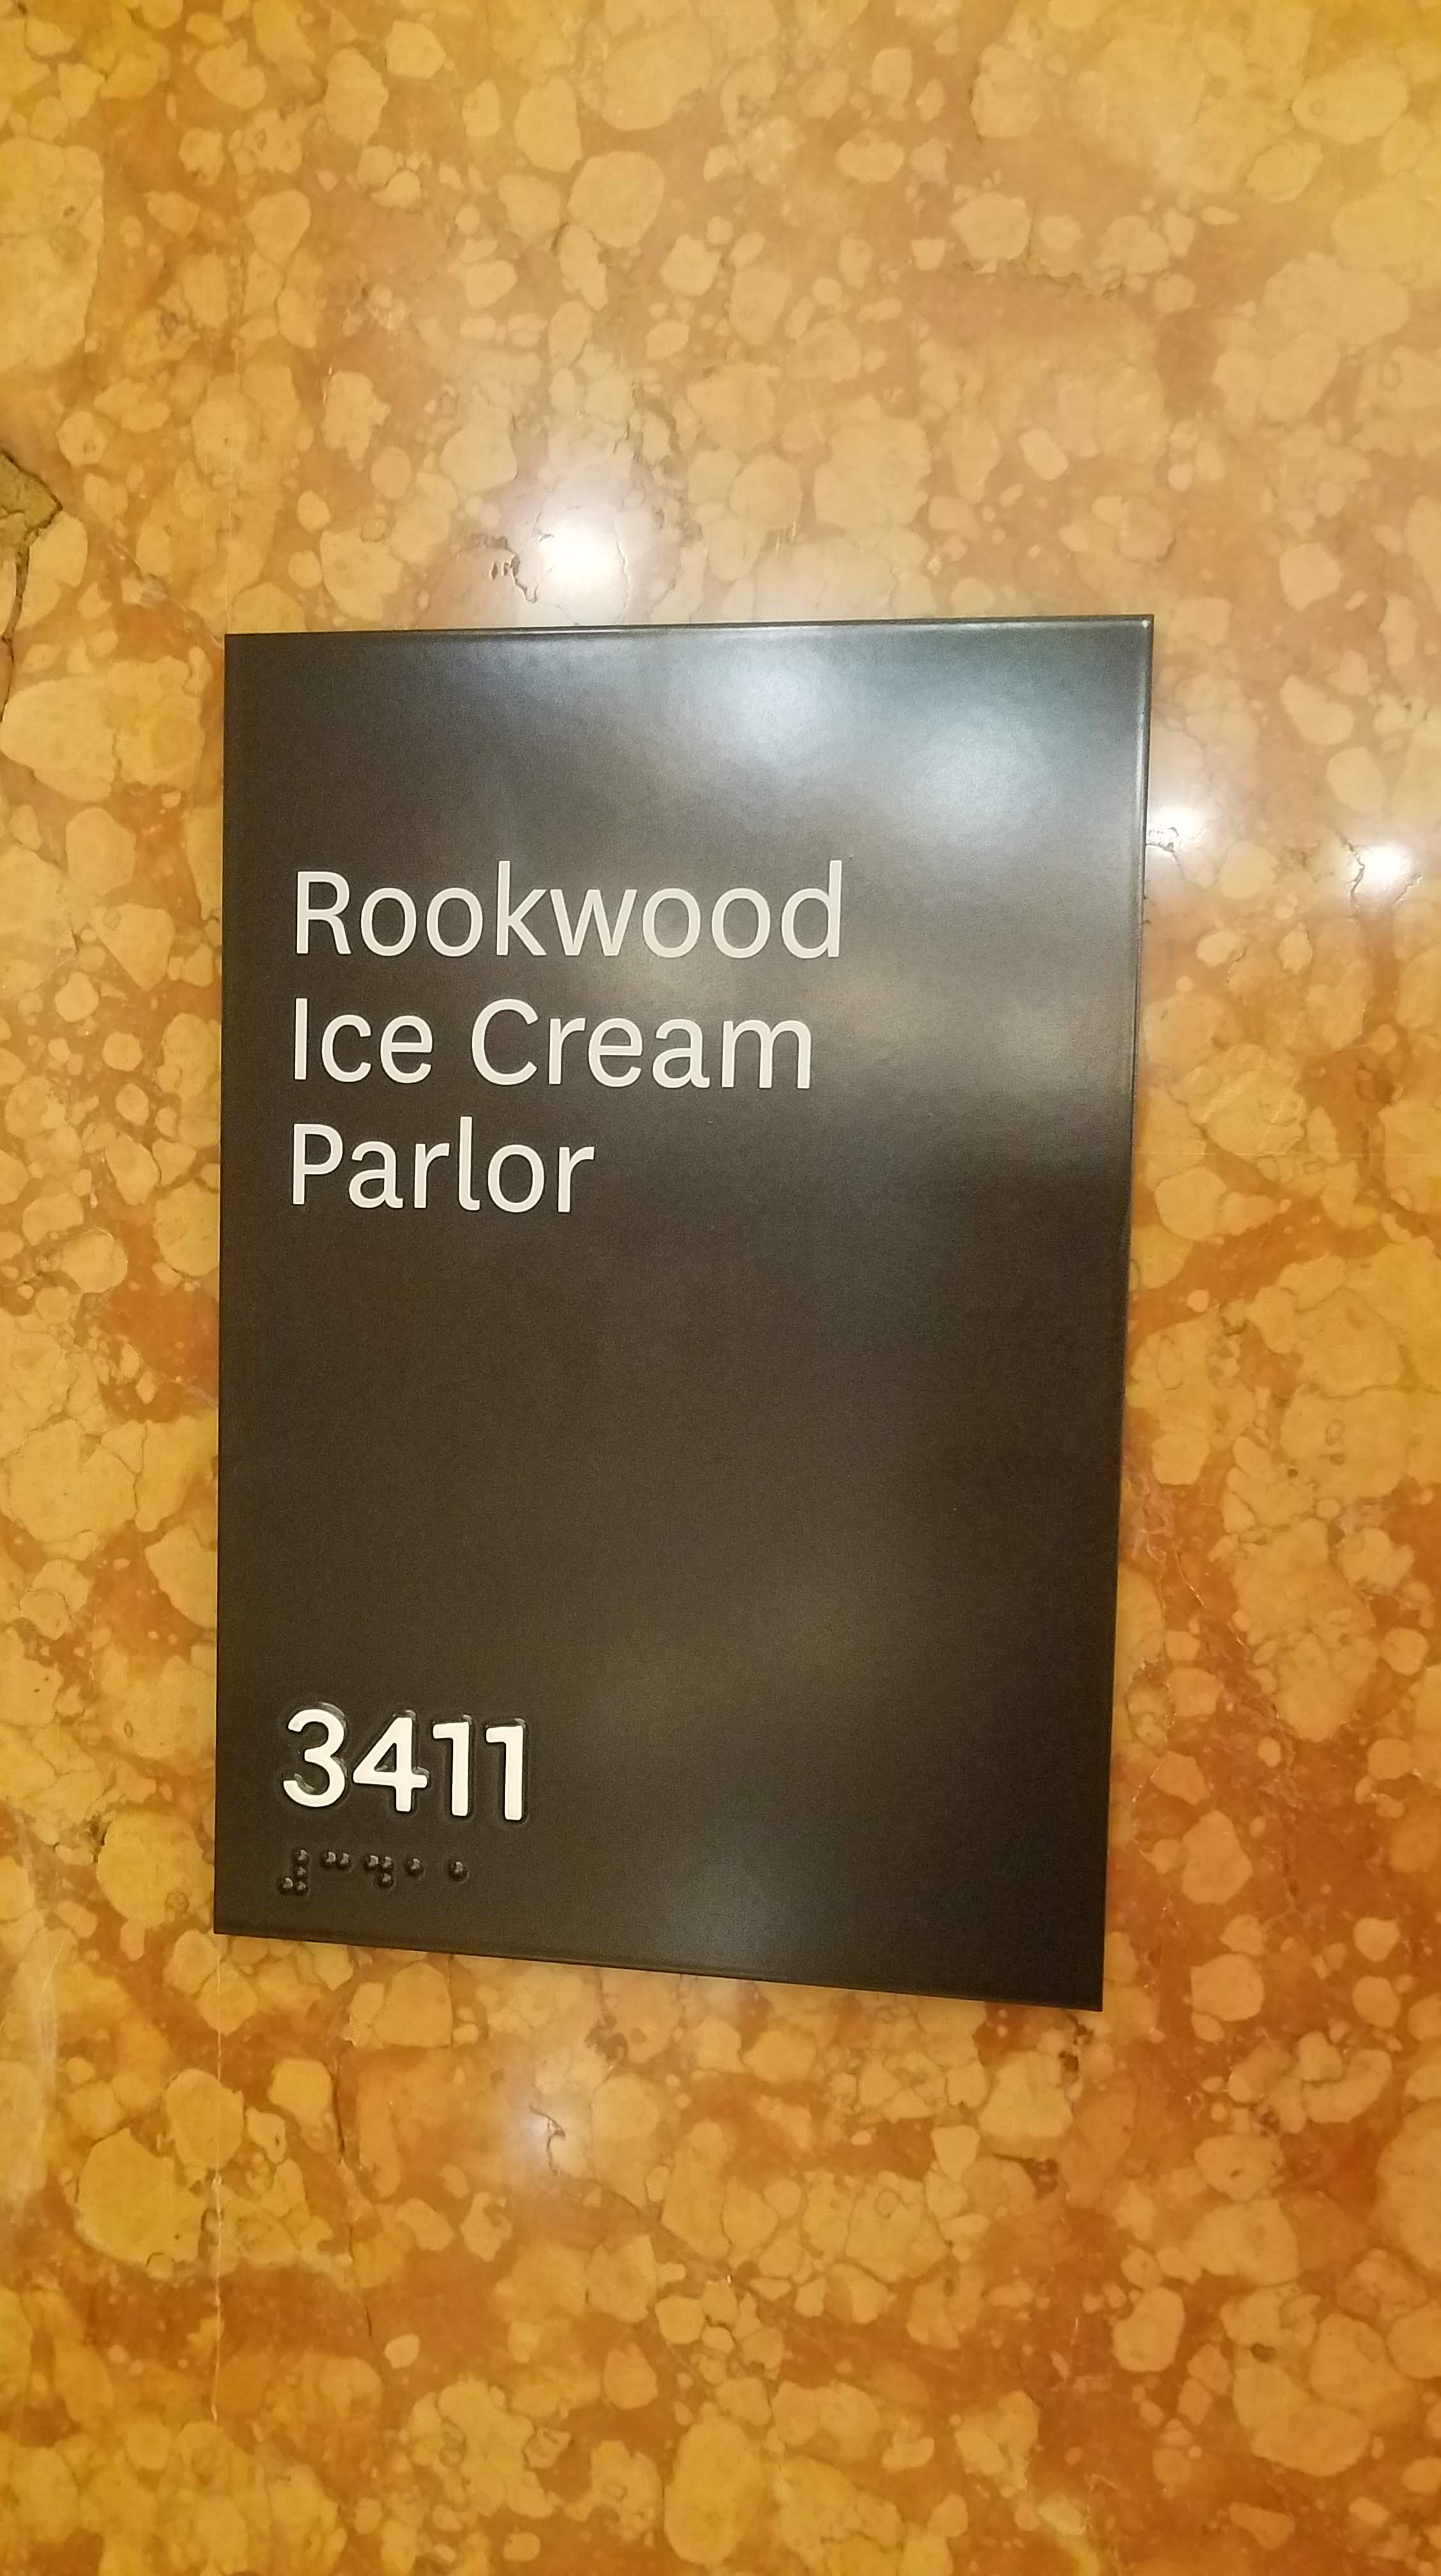 Rookwood
Ice Cream
Parlor
3411
⠼⠉⠙⠁⠁